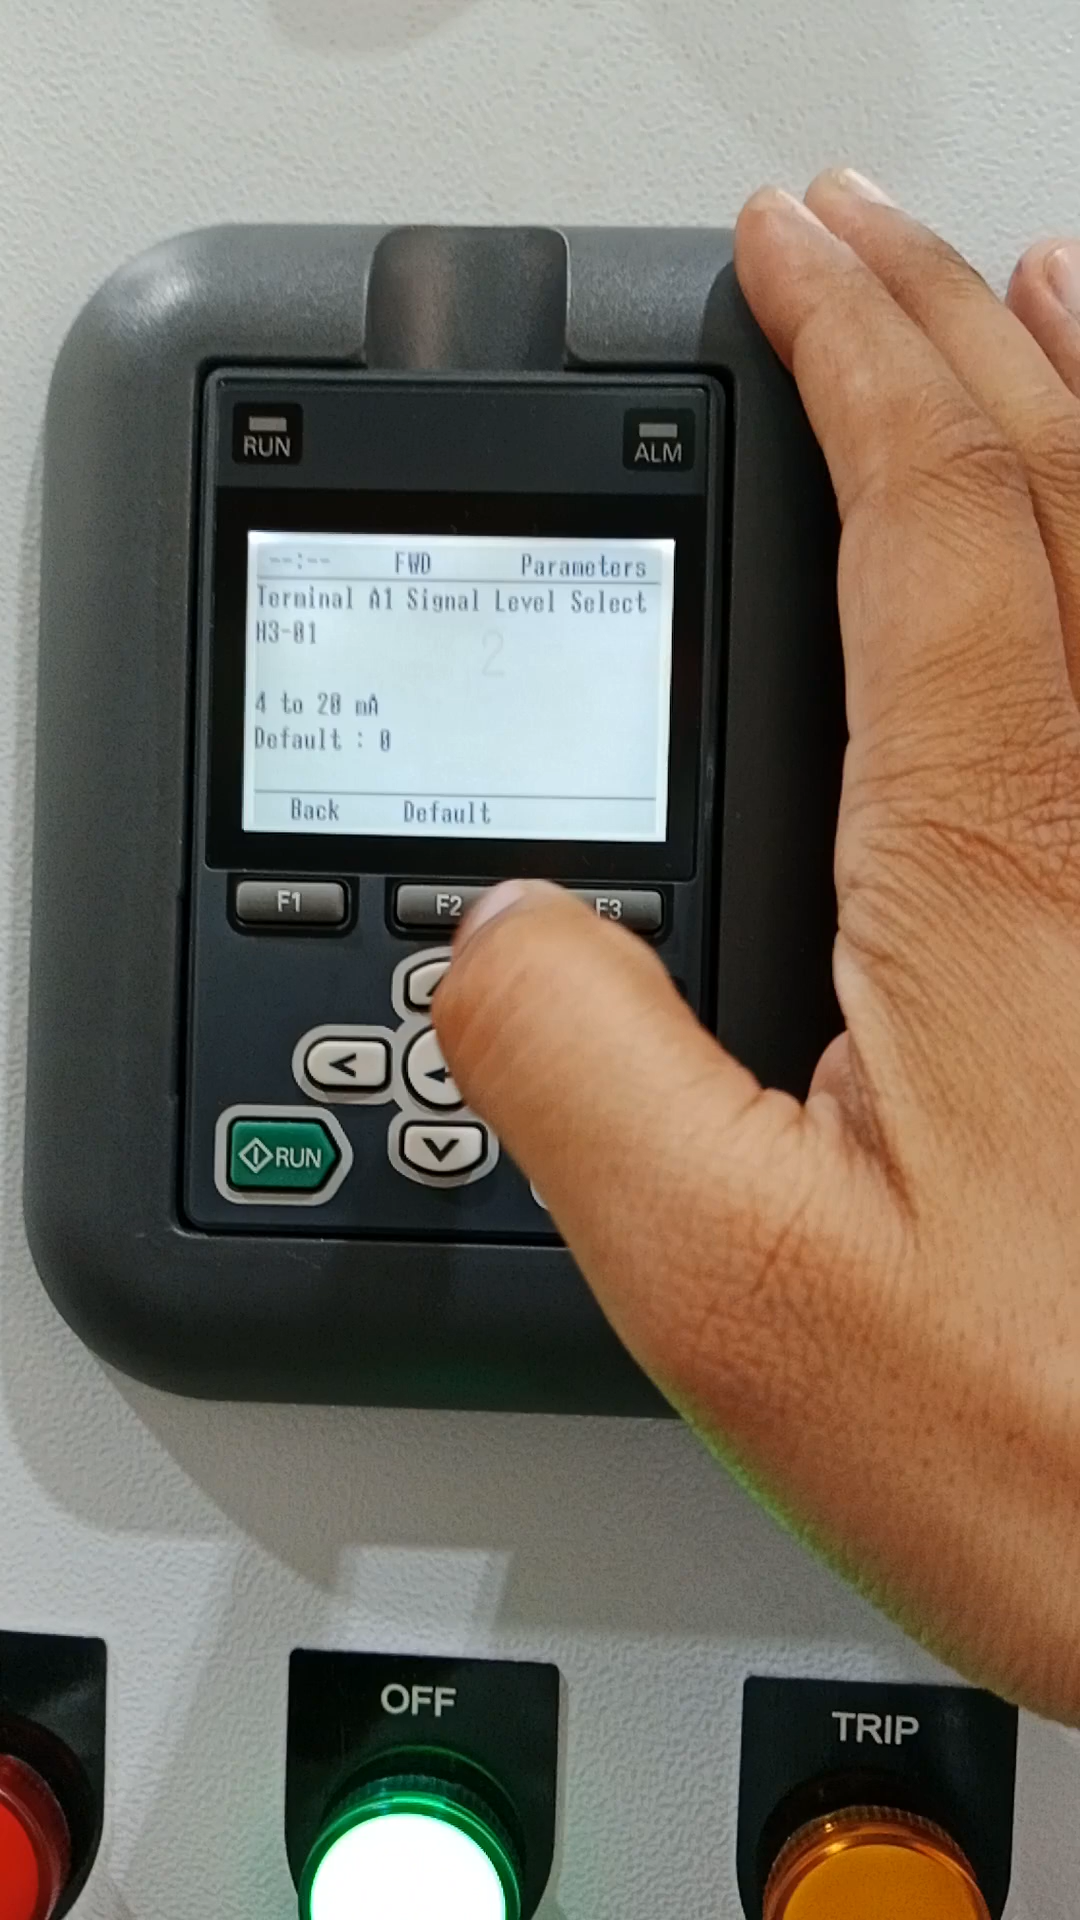 RUN
ALM
--:-- FWD Parameters
Terminal A1 Signal Level Select
H3-01
2
4 to 20 mA
Default : 0
Back Default
F1 F2 F3
RUN
OFF
TRIP